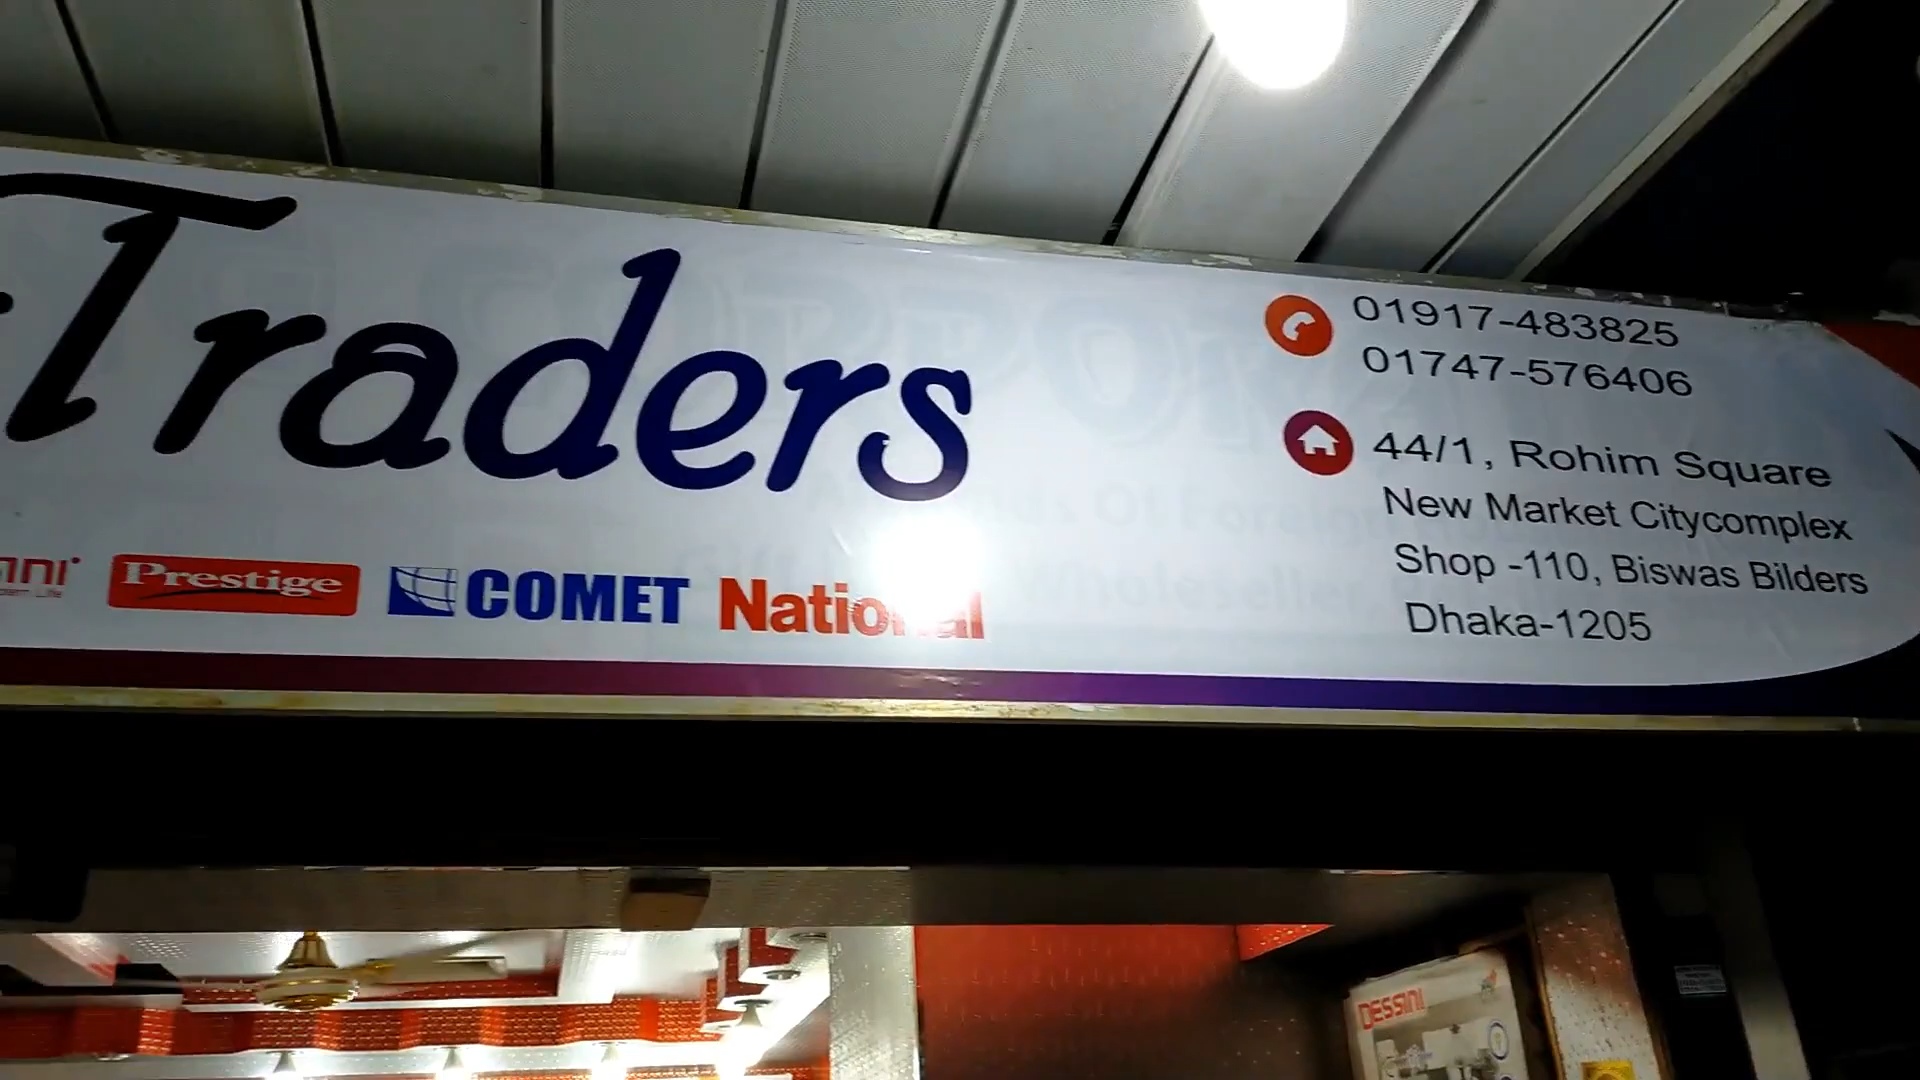 Traders
01917-483825
01747-576406
44/1, Rohim Square
New Market Citycomplex
Shop -110, Biswas Bilders
Dhaka-1205
Prestige
COMET
National
DESSINI